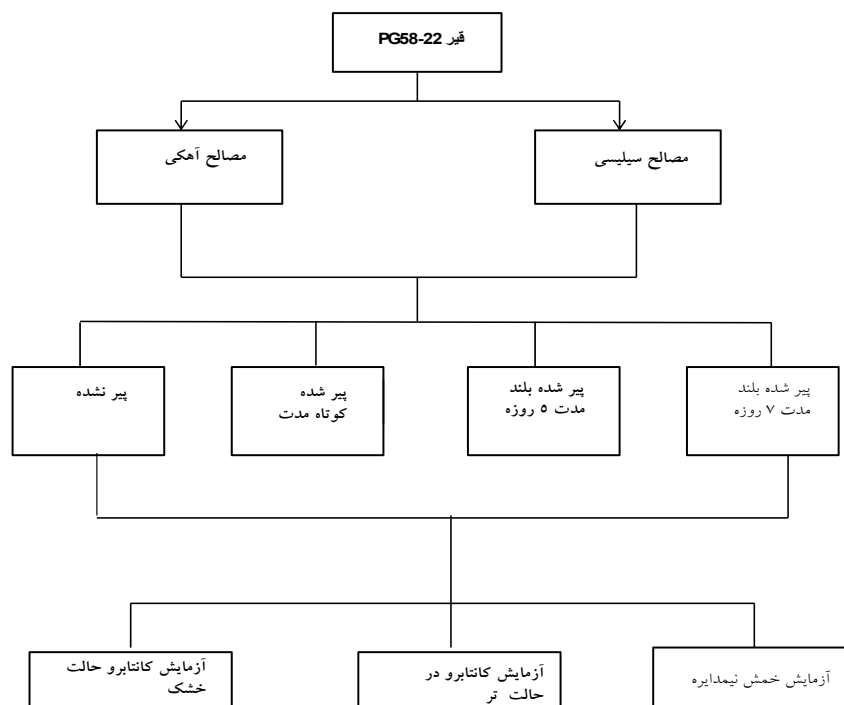 قیر PG58-22
مصالح سیلیسی
مصالح آهکی
پیر شده بلند
مدت ۷ روزه
پیر شده بلند
مدت ۵ روزه
پیر شده
کوتاه مدت
پیر نشده
آزمایش خمش نیمدایره
آزمایش کانتابرو در
حالت تر
آزمایش کانتابرو حالت
خشک